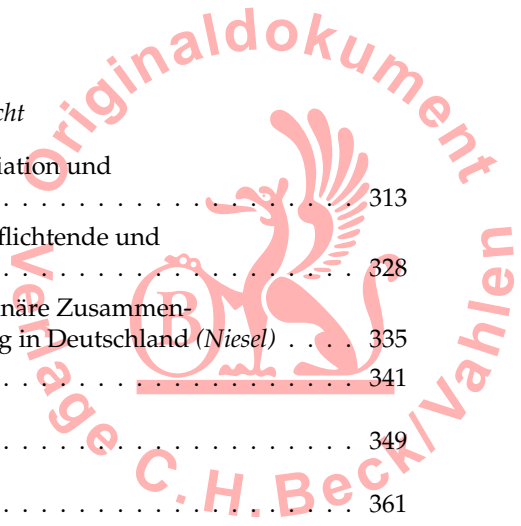 Originaldokument
cht
iation und
. . . . . . . . . . . . . . . . . . . 313
flichtende und
. . . . . . . . . . . . . . . . . . . 328
näre Zusammen-
g in Deutschland (Niesel) . . . . 335
. . . . . . . . . . . . . . . . . . . 341
. . . . . . . . . . . . . . . . . . . 349
. . . . . . . . . . . . . . . . . . . 361
B
Verlage C.H.Beck/Vahlen